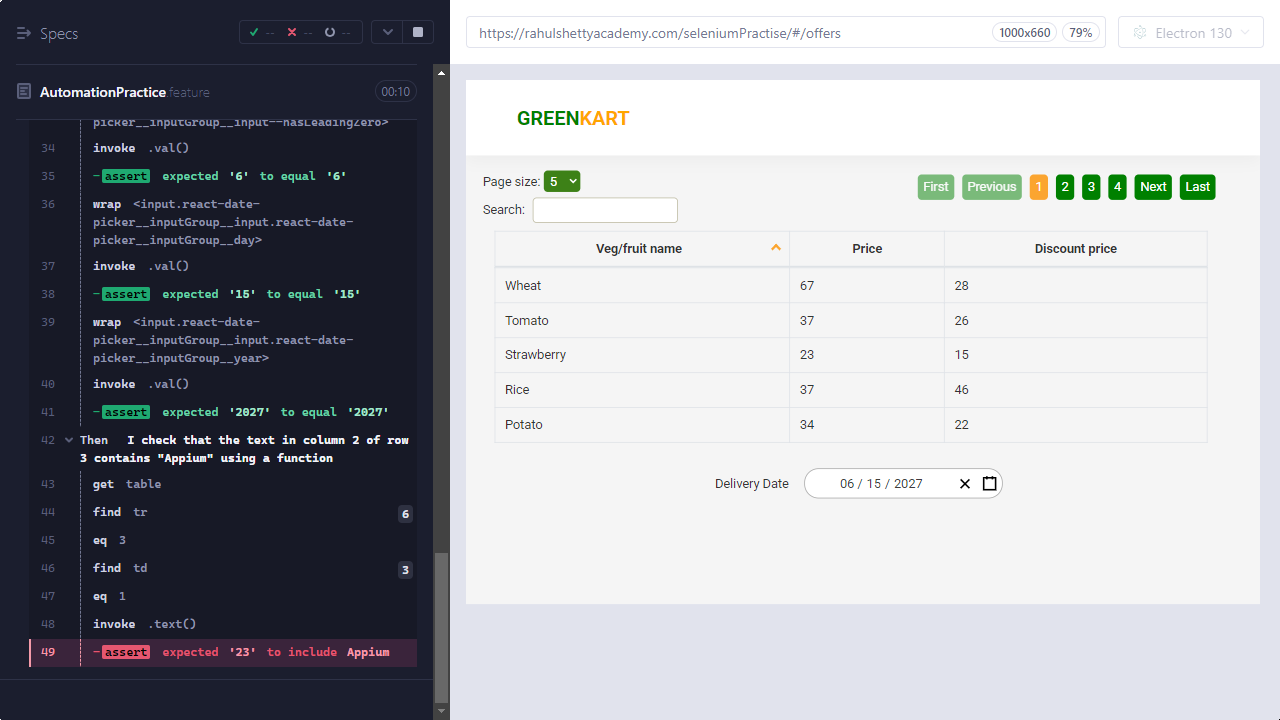 Specs
--
--
--
AutomationPractice.feature
00:10
picker__inputGroup__input--hasLeadingZero>
34 invoke .val()
35 -assert expected '6' to equal '6'
36 wrap <input.react-date-
picker__inputGroup__input.react-date-
picker__inputGroup__day>
37 invoke .val()
38 -assert expected '15' to equal '15'
39 wrap <input.react-date-
picker__inputGroup__input.react-date-
picker__inputGroup__year>
40 invoke .val()
41 -assert expected '2027' to equal '2027'
42 Then I check that the text in column 2 of row
3 contains "Appium" using a function
43 get table
44 find tr 6
45 eq 3
46 find td 3
47 eq 1
48 invoke .text()
49 -assert expected '23' to include Appium
https://rahulshettyacademy.com/seleniumPractise/#/offers
1000x660
79%
Electron 130
GREENKART
Page size: 5
First Previous 1 2 3 4 Next Last
Search:
Veg/fruit name Price Discount price
Wheat 67 28
Tomato 37 26
Strawberry 23 15
Rice 37 46
Potato 34 22
Delivery Date 06 / 15 / 2027